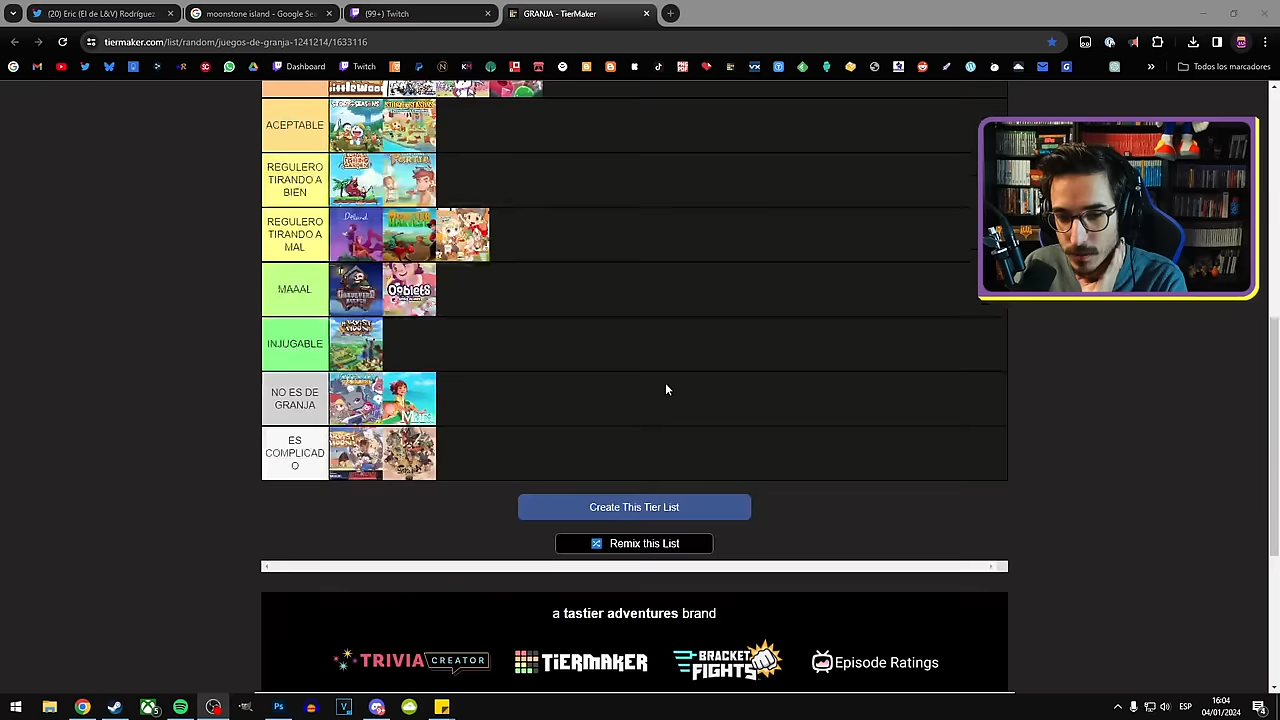 (20) Eric (El de L&V) Rodríguez
moonstone island - Google Sea
(99+) Twitch
GRANJA - TierMaker
tiermaker.com/list/random/juegos-de-granja-1241214/1633116
Dashboard
Twitch
Todos los marcadores
ACEPTABLE
REGULERO
TIRANDO A
BIEN
REGULERO
TIRANDO A
MAL
Ooblets
MAAAL
INJUGABLE
NO ES DE
GRANJA
ES
COMPLICAD
O
Create This Tier List
Remix this List
a tastier adventures brand
TRIVIA CREATOR
TIERMAKER
BRACKET
FIGHTS
Episode Ratings
ESP
16:04
04/01/2024